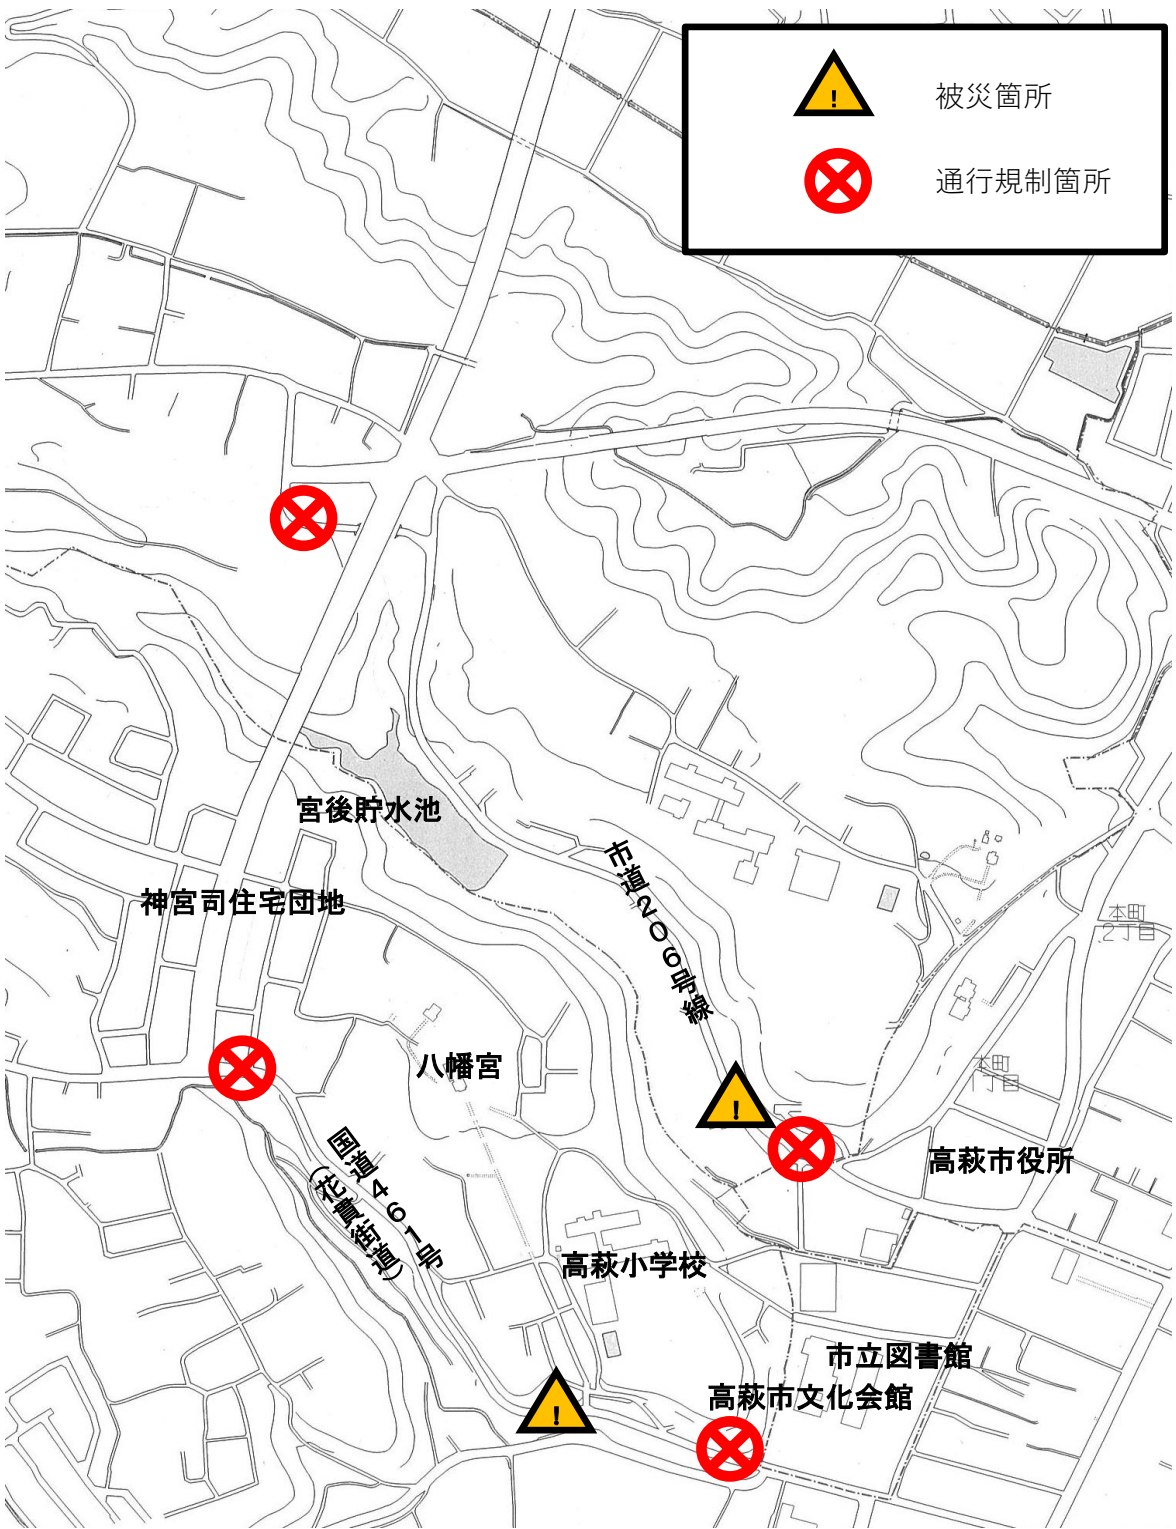 !
被災箇所
通行規制箇所
宮後貯水池
市道206号線
神宮司住宅団地
本町
2丁目
八幡宮
本町
1丁目
!
国道461号
(花貫街道)
高萩市役所
高萩小学校
市立図書館
高萩市文化会館
!